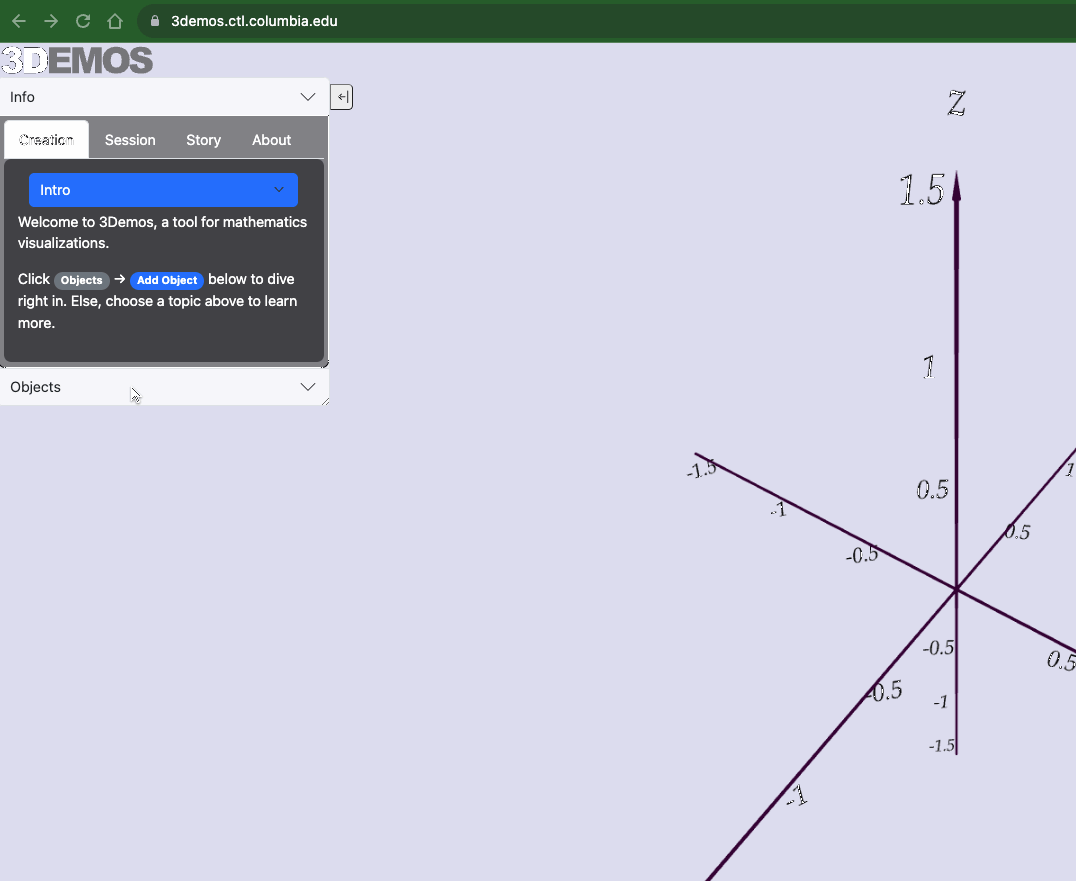 3demos.ctl.columbia.edu
3DEMOS
Info
Creation Session Story About
Intro
Welcome to 3Demos, a tool for mathematics
visualizations.
Click Objects → Add Object below to dive
right in. Else, choose a topic above to learn
more.
Objects
Z
1.5
1
0.5
-1.5
-1
-0.5
1
0.5
-0.5
0.5
-0.5
-1
-1.5
-1